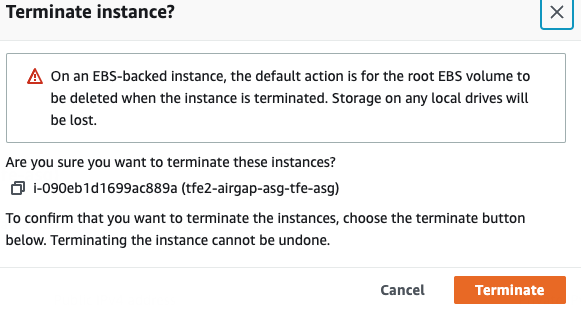 Terminate instance?
On an EBS-backed instance, the default action is for the root EBS volume to
be deleted when the instance is terminated. Storage on any local drives will
be lost.
Are you sure you want to terminate these instances?
i-090eb1d1699ac889a (tfe2-airgap-asg-tfe-asg)
To confirm that you want to terminate the instances, choose the terminate button
below. Terminating the instance cannot be undone.
Cancel Terminate